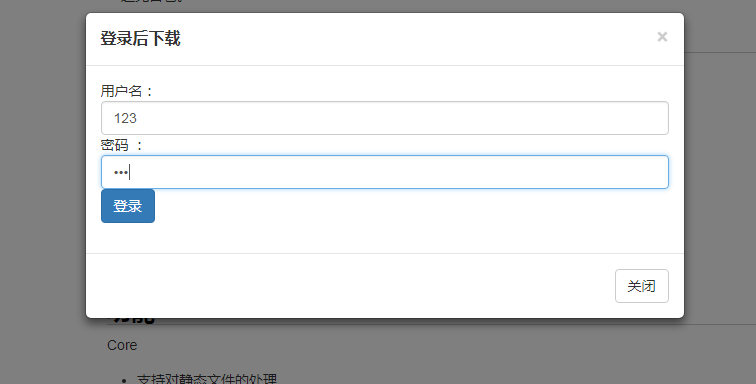 登录后下载
×
用户名：
123
密码 ：
•••
登录
关闭
Core
• 支持对静态文件的处理